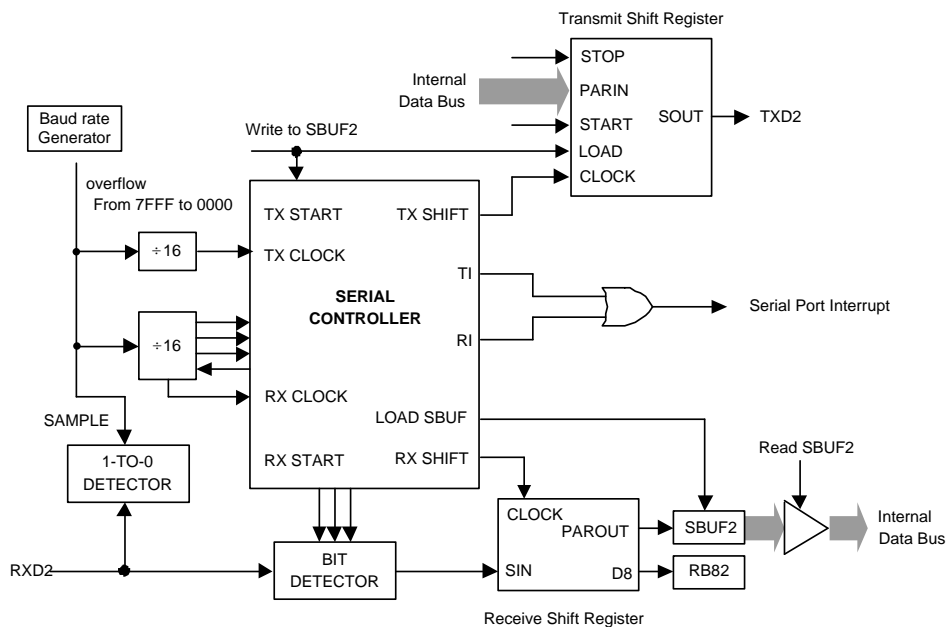 Transmit Shift Register
STOP
Internal
Data Bus
PARIN
Baud rate
Generator
START
SOUT
TXD2
Write to SBUF2
LOAD
CLOCK
overflow
From 7FFF to 0000
TX START
TX SHIFT
÷16
TX CLOCK
TI
SERIAL
CONTROLLER
Serial Port Interrupt
÷16
RI
RX CLOCK
SAMPLE
LOAD SBUF
1-TO-0
DETECTOR
RX START
RX SHIFT
Read SBUF2
CLOCK
PAROUT
SBUF2
Internal
Data Bus
RXD2
BIT
DETECTOR
SIN
D8
RB82
Receive Shift Register